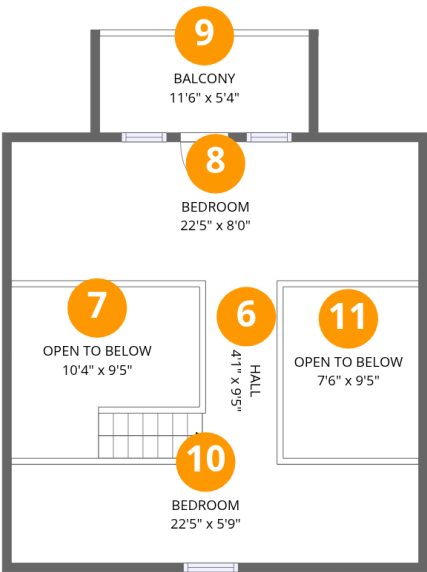 9
BALCONY
11'6" x 5'4"
8
BEDROOM
22'5" x 8'0"
7
OPEN TO BELOW
10'4" x 9'5"
6
HALL
4'1" x 9'5"
11
OPEN TO BELOW
7'6" x 9'5"
10
BEDROOM
22'5" x 5'9"